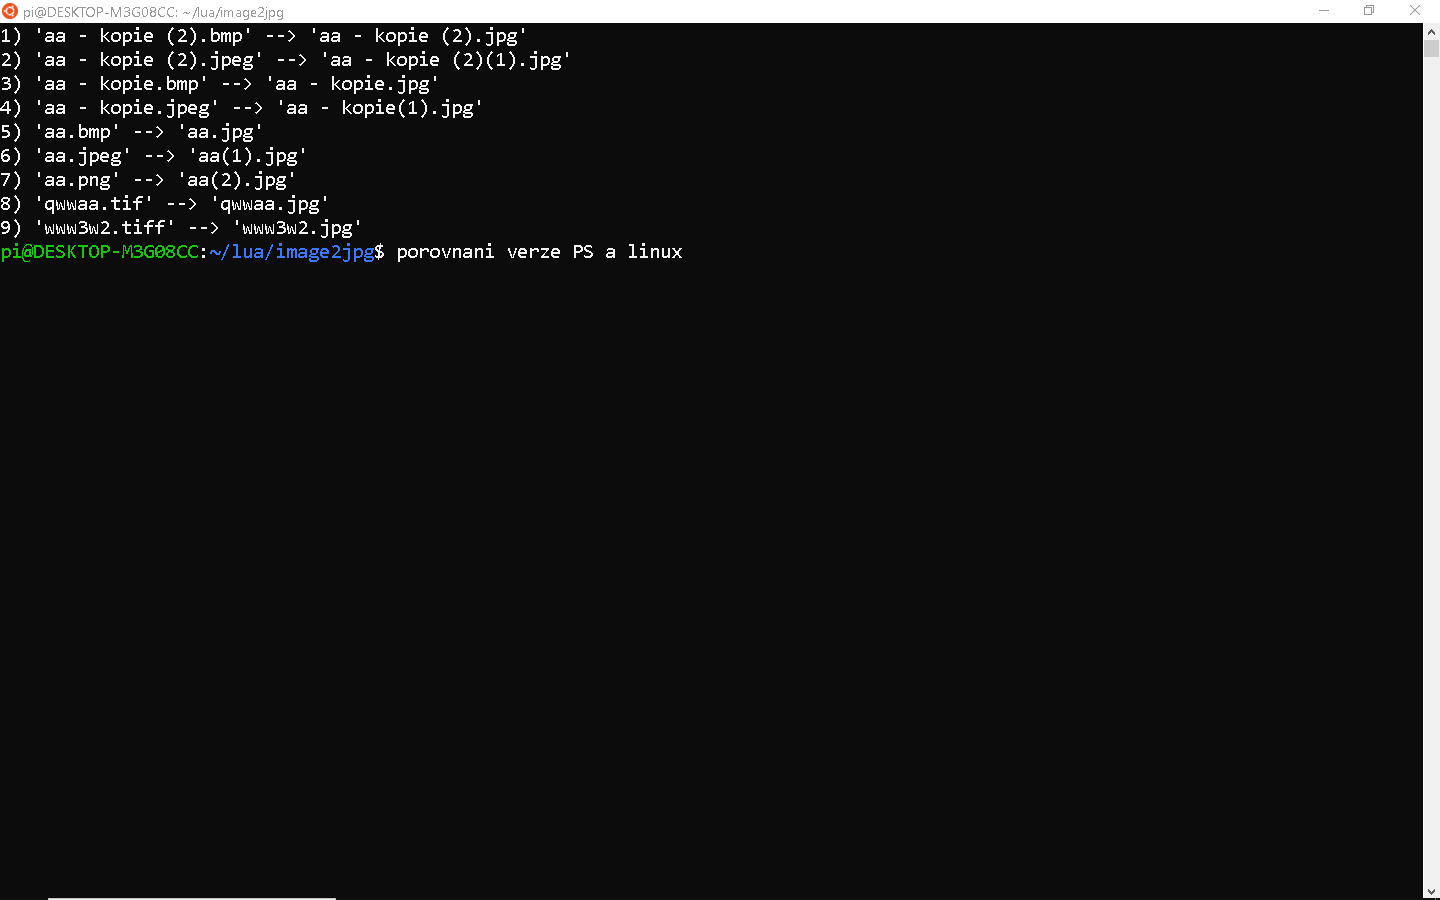 pi@DESKTOP-M3G08CC: ~/lua/image2jpg
1) 'aa - kopie (2).bmp' --> 'aa - kopie (2).jpg'
2) 'aa - kopie (2).jpeg' --> 'aa - kopie (2)(1).jpg'
3) 'aa - kopie.bmp' --> 'aa - kopie.jpg'
4) 'aa - kopie.jpeg' --> 'aa - kopie(1).jpg'
5) 'aa.bmp' --> 'aa.jpg'
6) 'aa.jpeg' --> 'aa(1).jpg'
7) 'aa.png' --> 'aa(2).jpg'
8) 'qwwaa.tif' --> 'qwwaa.jpg'
9) 'www3w2.tiff' --> 'www3w2.jpg'
pi@DESKTOP-M3G08CC:~/lua/image2jpg$ porovnani verze PS a linux